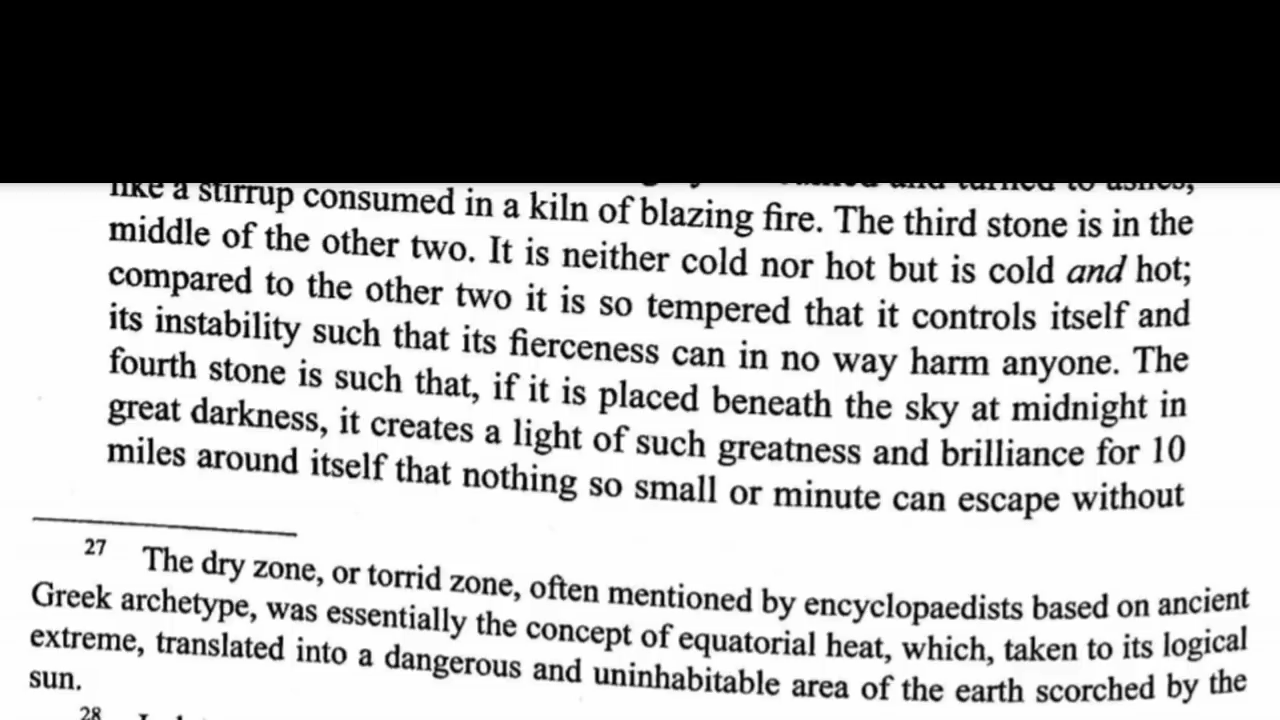 and turned to ashes,
like a stirrup consumed in a kiln of blazing fire. The third stone is in the
middle of the other two. It is neither cold nor hot but is cold and hot;
compared to the other two it is so tempered that it controls itself and
its instability such that its fierceness can in no way harm anyone. The
fourth stone is such that, if it is placed beneath the sky at midnight in
great darkness, it creates a light of such greatness and brilliance for 10
miles around itself that nothing so small or minute can escape without
27 The dry zone, or torrid zone, often mentioned by encyclopaedists based on ancient
Greek archetype, was essentially the concept of equatorial heat, which, taken to its logical
extreme, translated into a dangerous and uninhabitable area of the earth scorched by the
sun.
28